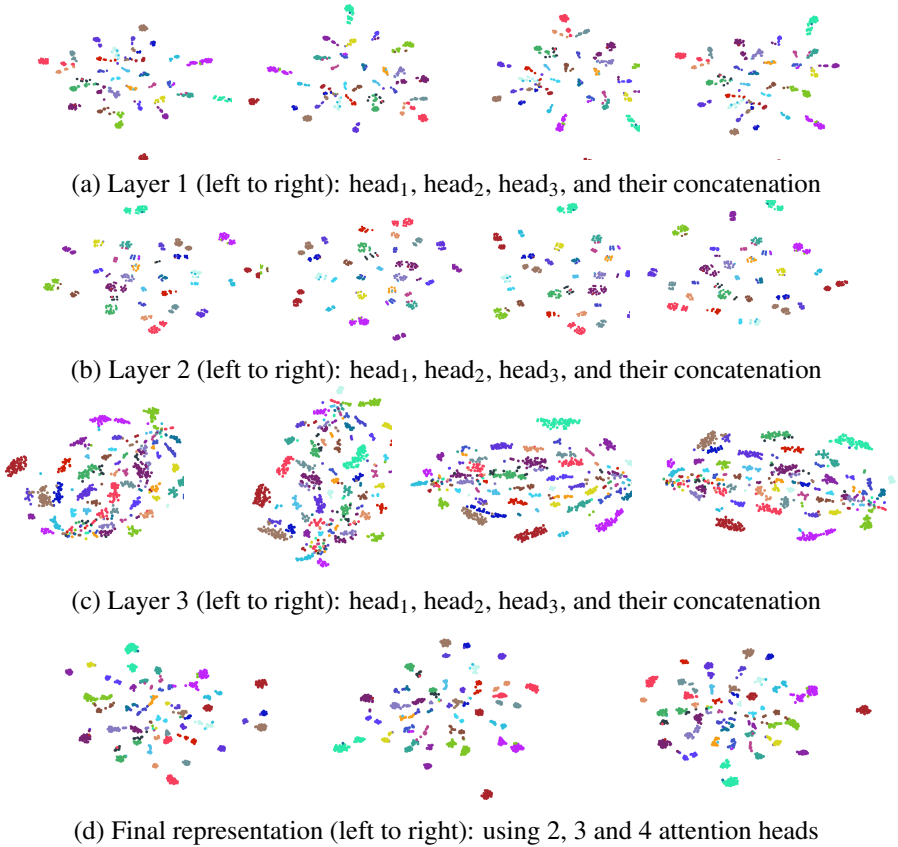 (a) Layer 1 (left to right): head₁, head₂, head₃, and their concatenation
(b) Layer 2 (left to right): head₁, head₂, head₃, and their concatenation
(c) Layer 3 (left to right): head₁, head₂, head₃, and their concatenation
(d) Final representation (left to right): using 2, 3 and 4 attention heads